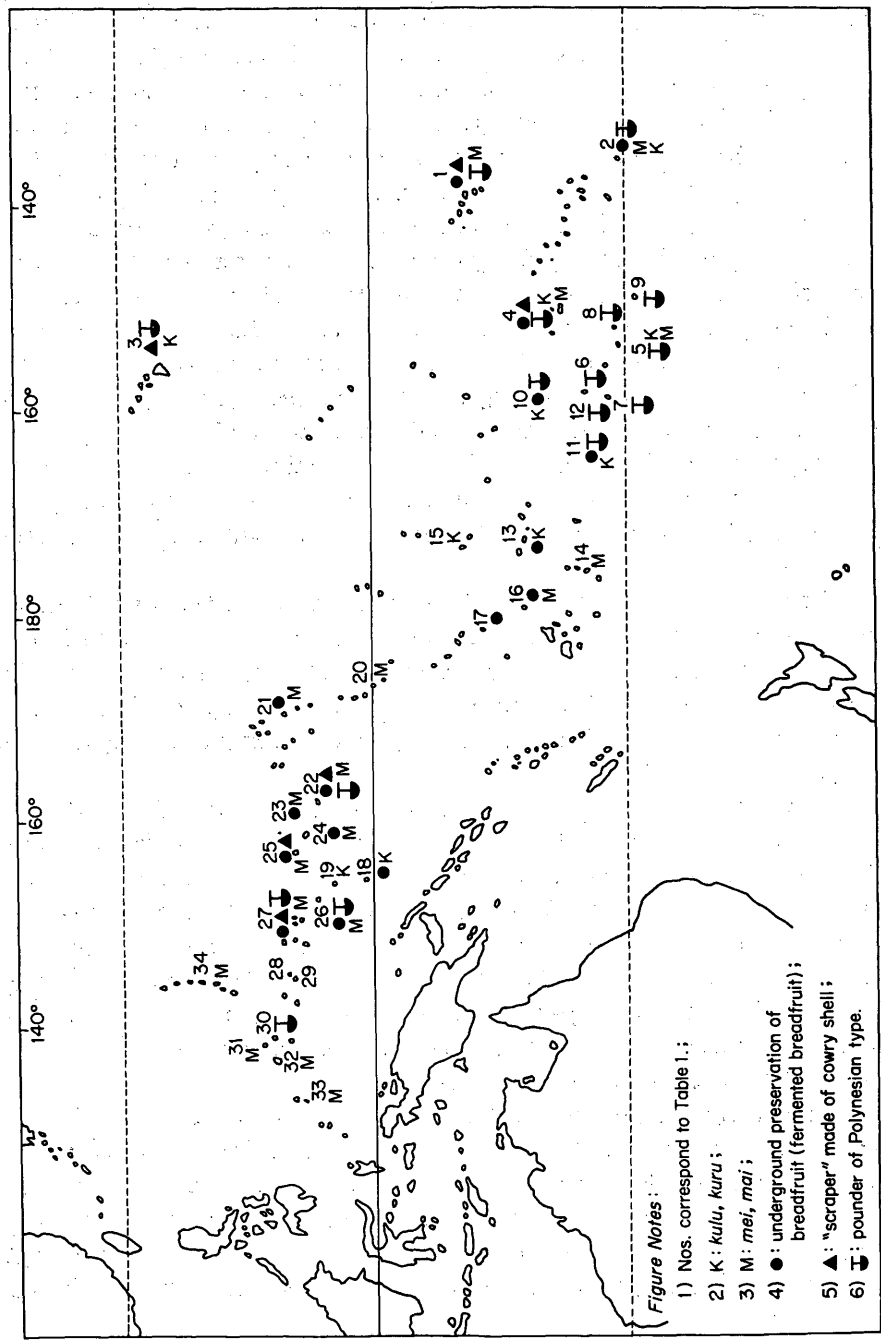 140°
160°
180°
160°
140°
34
M
3
K
31
M
30
32
M
33
M
28
29
27
M
25
M
23
M
22
M
21
M
26
M
24
M
19
K
18
K
20
M
15
K
1
M
17
16
M
13
K
14
M
10
K
4
K
M
11
K
12
6
7
8
5
K
M
9
2
M
K
Figure Notes:
1) Nos. correspond to Table 1.;
2) K : kulu, kuru ;
3) M : mei, mai ;
4) ● : underground preservation of
breadfruit (fermented breadfruit) ;
5) ▲ : "scraper" made of cowry shell ;
6) : pounder of Polynesian type.